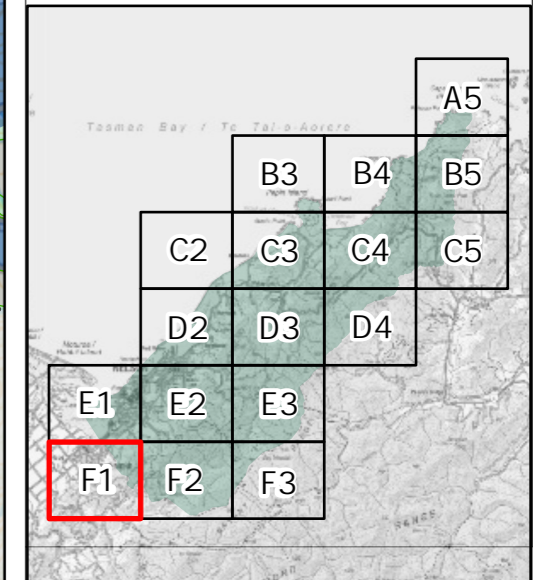 A5
Tasman Bay / Te Tai-o-Aorere
B3 B4 B5
C2 C3 C4 C5
D2 D3 D4
E1 E2 E3
F1 F2 F3